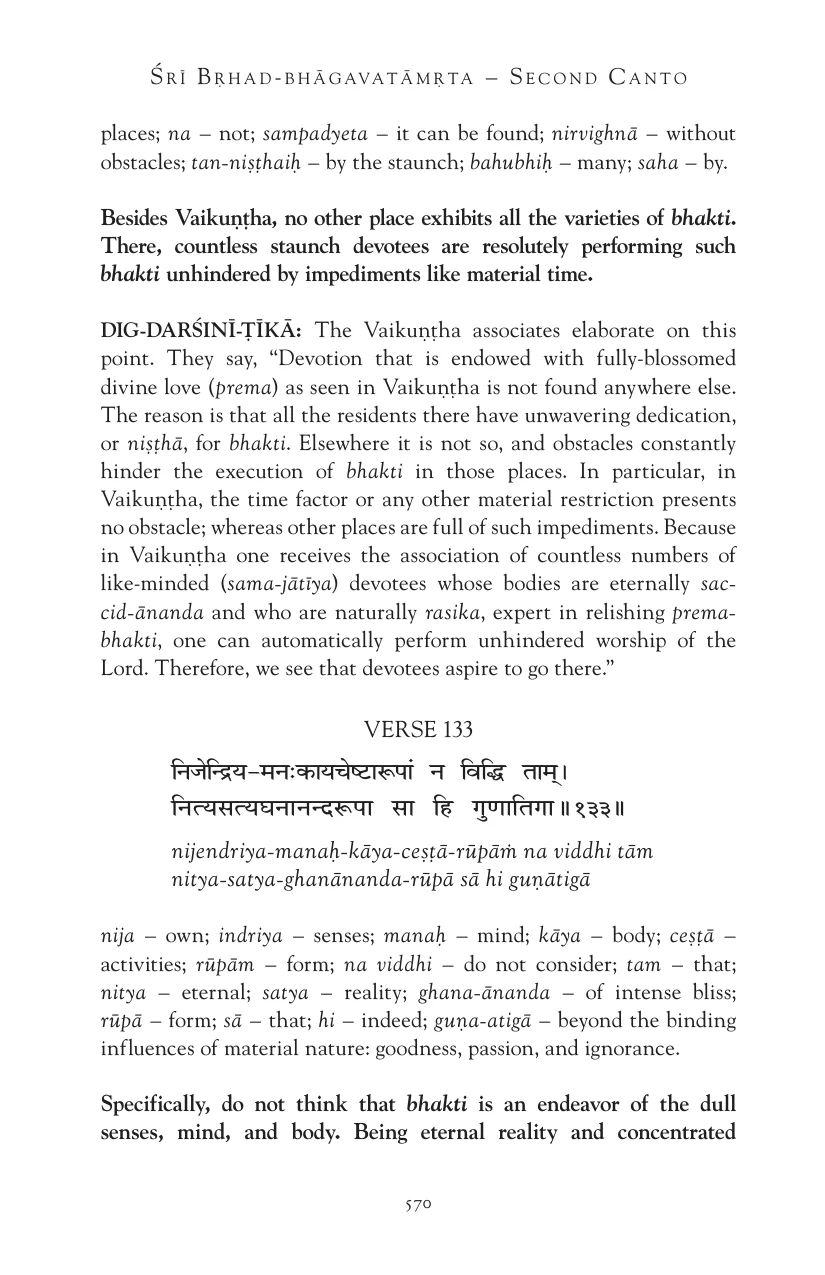 ŚRĪ BṚHAD-BHĀGAVATĀMṚTA – SECOND CANTO
places; na – not; sampadyeta – it can be found; nirvighnā – without
obstacles; tan-niṣṭhaiḥ – by the staunch; bahubhiḥ – many; saha – by.
Besides Vaikuṇṭha, no other place exhibits all the varieties of bhakti.
There, countless staunch devotees are resolutely performing such
bhakti unhindered by impediments like material time.
DIG-DARŚINĪ-ṬĪKĀ: The Vaikuṇṭha associates elaborate on this
point. They say, “Devotion that is endowed with fully-blossomed
divine love (prema) as seen in Vaikuṇṭha is not found anywhere else.
The reason is that all the residents there have unwavering dedication,
or niṣṭhā, for bhakti. Elsewhere it is not so, and obstacles constantly
hinder the execution of bhakti in those places. In particular, in
Vaikuṇṭha, the time factor or any other material restriction presents
no obstacle; whereas other places are full of such impediments. Because
in Vaikuṇṭha one receives the association of countless numbers of
like-minded (sama-jātīya) devotees whose bodies are eternally sac-
cid-ānanda and who are naturally rasika, expert in relishing prema-
bhakti, one can automatically perform unhindered worship of the
Lord. Therefore, we see that devotees aspire to go there.”
VERSE 133
निजेन्द्रिय–मनःकायचेष्टारूपां न विद्धि ताम्।
नित्यसत्यघनानन्दरूपा सा हि गुणातिगा॥१३३॥
nijendriya-manaḥ-kāya-ceṣṭā-rūpāṁ na viddhi tām
nitya-satya-ghanānanda-rūpā sā hi guṇātigā
nija – own; indriya – senses; manaḥ – mind; kāya – body; ceṣṭā –
activities; rūpām – form; na viddhi – do not consider; tam – that;
nitya – eternal; satya – reality; ghana-ānanda – of intense bliss;
rūpā – form; sā – that; hi – indeed; guṇa-atigā – beyond the binding
influences of material nature: goodness, passion, and ignorance.
Specifically, do not think that bhakti is an endeavor of the dull
senses, mind, and body. Being eternal reality and concentrated
570